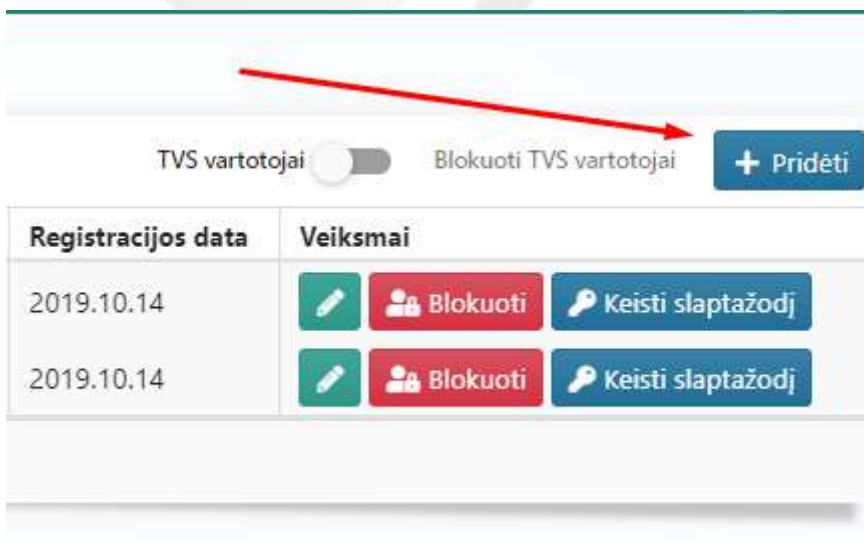 TVS vartotojai Blokuoti TVS vartotojai Pridėti
Registracijos data Veiksmai
2019.10.14 Blokuoti Keisti slaptažodį
2019.10.14 Blokuoti Keisti slaptažodį